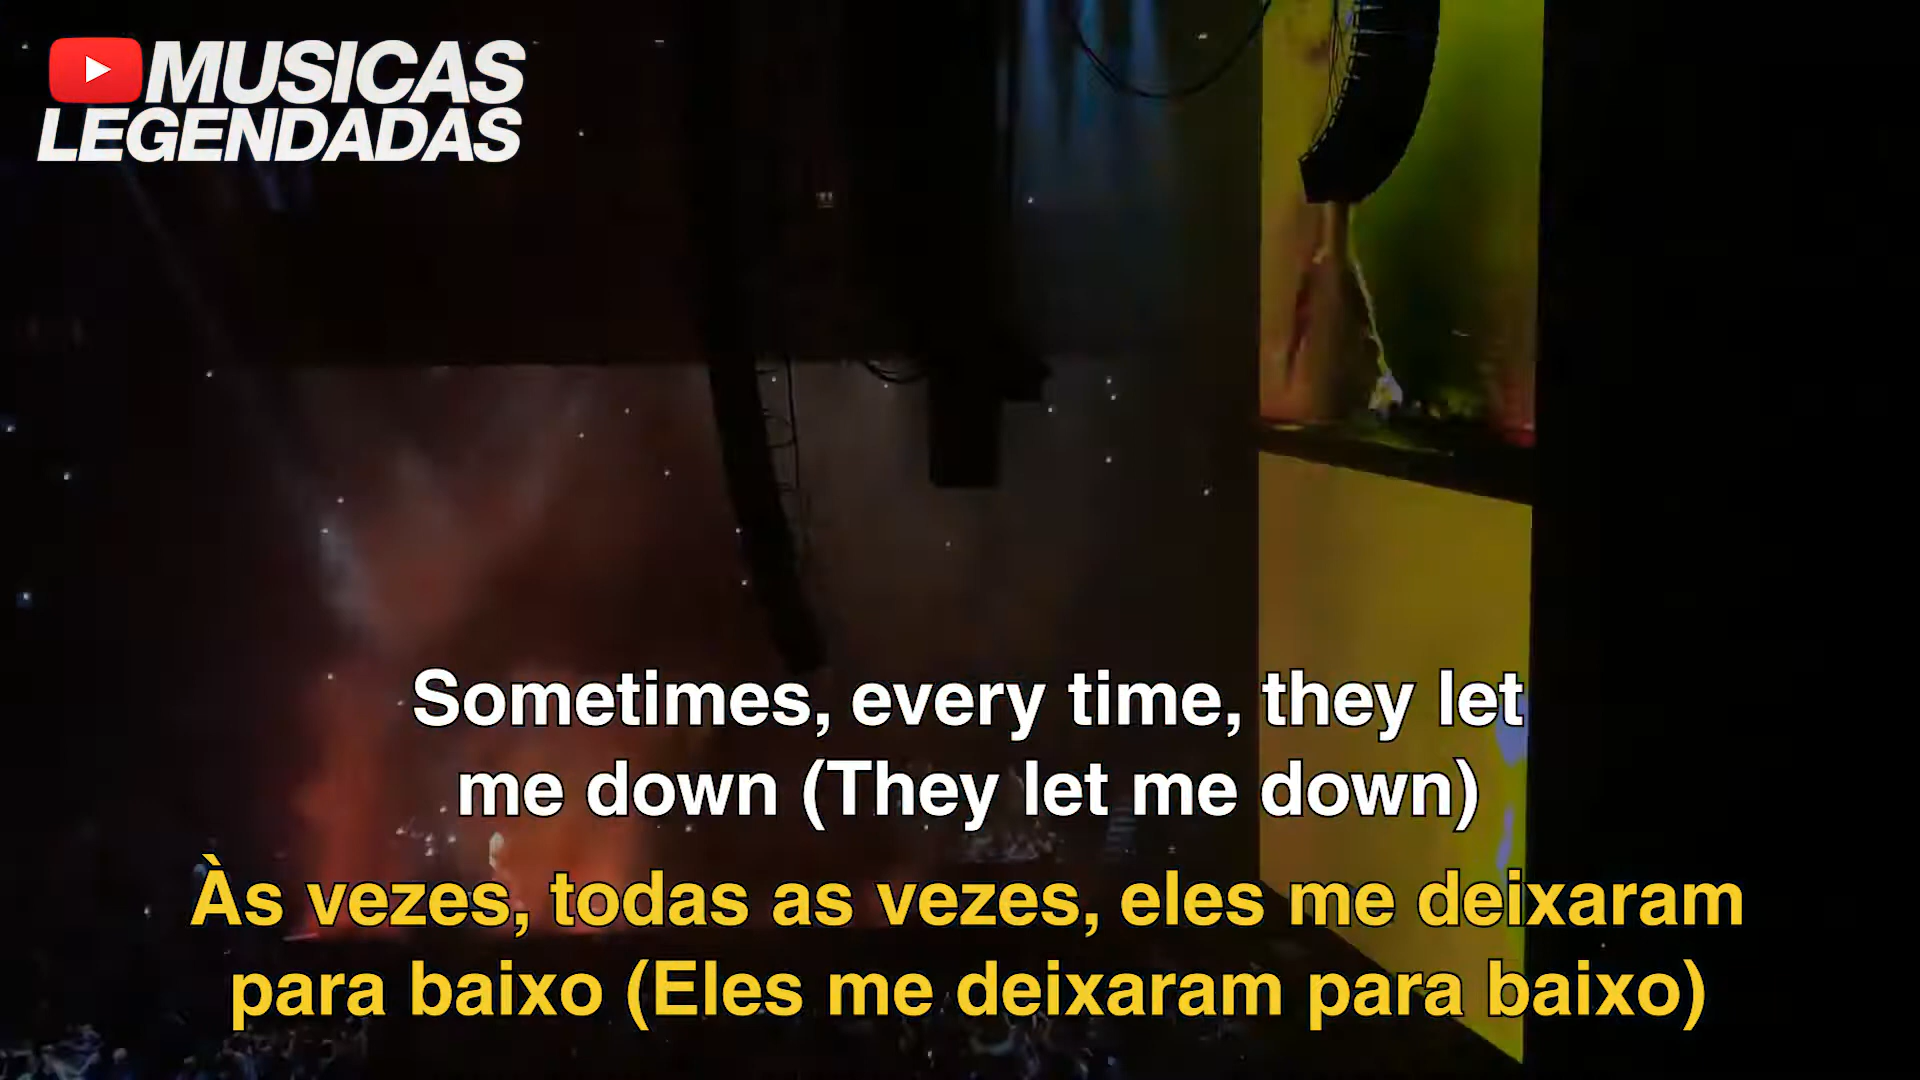 MUSICAS
LEGENDADAS
Sometimes, every time, they let
me down (They let me down)
Às vezes, todas as vezes, eles me deixaram
para baixo (Eles me deixaram para baixo)